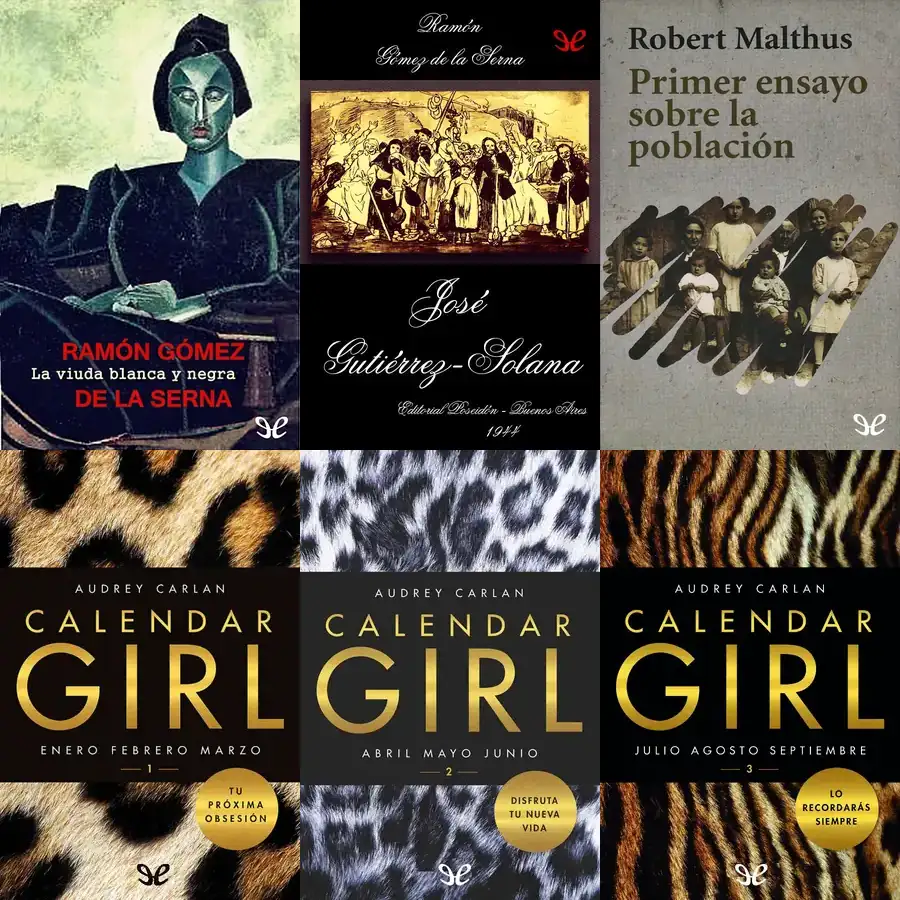 RAMÓN GÓMEZ
La viuda blanca y negra
DE LA SERNA
Ramón
Gómez de la Serna
José
Gutiérrez-Solana
Editorial Poseidón - Buenos Aires
1944
Robert Malthus
Primer ensayo
sobre la
población
AUDREY CARLAN
CALENDAR
GIRL
ENERO FEBRERO MARZO
1
TU
PRÓXIMA
OBSESIÓN
AUDREY CARLAN
CALENDAR
GIRL
ABRIL MAYO JUNIO
2
DISFRUTA
TU NUEVA
VIDA
AUDREY CARLAN
CALENDAR
GIRL
JULIO AGOSTO SEPTIEMBRE
3
LO
RECORDARÁS
SIEMPRE